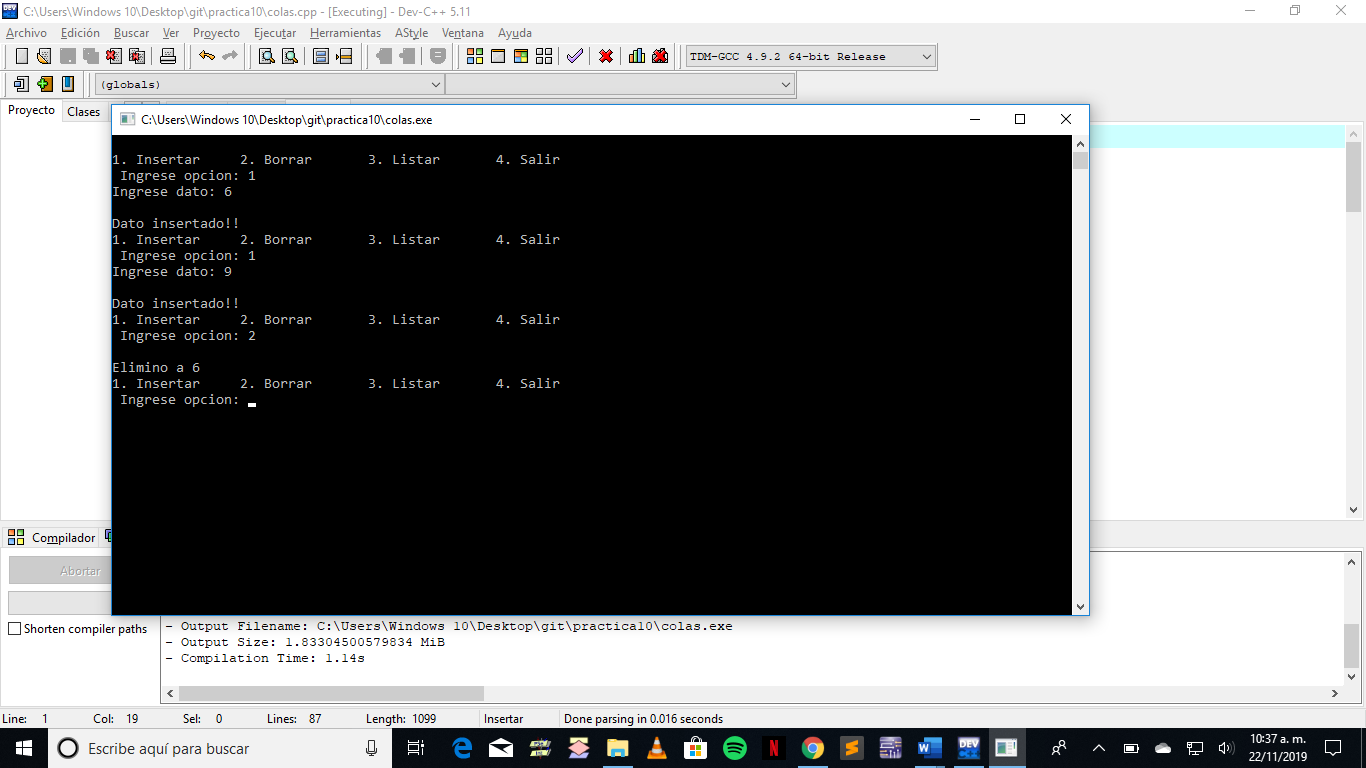 C:\Users\Windows 10\Desktop\git\practica10\colas.cpp - [Executing] - Dev-C++ 5.11
Archivo Edición Buscar Ver Proyecto Ejecutar Herramientas AStyle Ventana Ayuda
TDM-GCC 4.9.2 64-bit Release
(globals)
Proyecto Clases
C:\Users\Windows 10\Desktop\git\practica10\colas.exe
1. Insertar 2. Borrar 3. Listar 4. Salir
Ingrese opcion: 1
Ingrese dato: 6
Dato insertado!!
1. Insertar 2. Borrar 3. Listar 4. Salir
Ingrese opcion: 1
Ingrese dato: 9
Dato insertado!!
1. Insertar 2. Borrar 3. Listar 4. Salir
Ingrese opcion: 2
Elimino a 6
1. Insertar 2. Borrar 3. Listar 4. Salir
Ingrese opcion:
Compilador
Abortar
Shorten compiler paths
- Output Filename: C:\Users\Windows 10\Desktop\git\practica10\colas.exe
- Output Size: 1.83304500579834 MiB
- Compilation Time: 1.14s
Line: 1 Col: 19 Sel: 0 Lines: 87 Length: 1099 Insertar Done parsing in 0.016 seconds
Escribe aquí para buscar
10:37 a. m.
22/11/2019